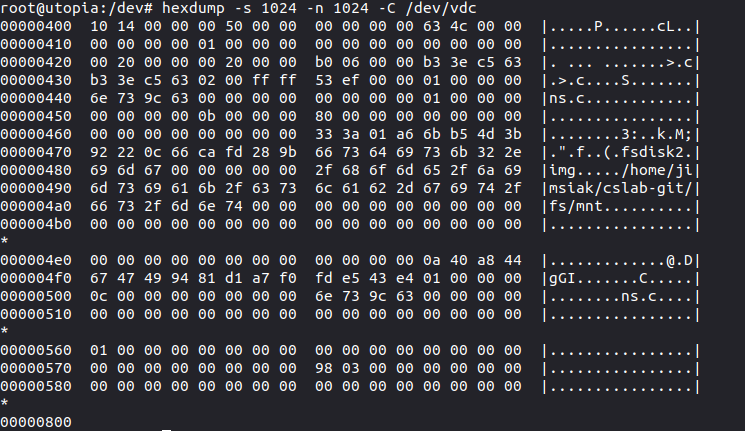 root@utopia:/dev# hexdump -s 1024 -n 1024 -C /dev/vdc
00000400  10 14 00 00 00 50 00 00  00 00 00 00 63 4c 00 00  |.....P......cL..|
00000410  00 00 00 00 01 00 00 00  00 00 00 00 00 00 00 00  |................|
00000420  00 20 00 00 00 20 00 00  b0 06 00 00 b3 3e c5 63  |. ... .......>.c|
00000430  b3 3e c5 63 02 00 ff ff  53 ef 00 00 01 00 00 00  |.>.c....S.......|
00000440  6e 73 9c 63 00 00 00 00  00 00 00 00 01 00 00 00  |ns.c............|
00000450  00 00 00 00 0b 00 00 00  80 00 00 00 00 00 00 00  |................|
00000460  00 00 00 00 00 00 00 00  33 3a 01 a6 6b b5 4d 3b  |........3:..k.M;|
00000470  92 22 0c 66 ca fd 28 9b  66 73 64 69 73 6b 32 2e  |.".f..(.fsdisk2.|
00000480  69 6d 67 00 00 00 00 00  2f 68 6f 6d 65 2f 6a 69  |img...../home/ji|
00000490  6d 73 69 61 6b 2f 63 73  6c 61 62 2d 67 69 74 2f  |msiak/cslab-git/|
000004a0  66 73 2f 6d 6e 74 00 00  00 00 00 00 00 00 00 00  |fs/mnt..........|
000004b0  00 00 00 00 00 00 00 00  00 00 00 00 00 00 00 00  |................|
*
000004e0  00 00 00 00 00 00 00 00  00 00 00 00 0a 40 a8 44  |.............@.D|
000004f0  67 47 49 94 81 d1 a7 f0  fd e5 43 e4 01 00 00 00  |gGI.......C.....|
00000500  0c 00 00 00 00 00 00 00  6e 73 9c 63 00 00 00 00  |........ns.c....|
00000510  00 00 00 00 00 00 00 00  00 00 00 00 00 00 00 00  |................|
*
00000560  01 00 00 00 00 00 00 00  00 00 00 00 00 00 00 00  |................|
00000570  00 00 00 00 00 00 00 00  98 03 00 00 00 00 00 00  |................|
00000580  00 00 00 00 00 00 00 00  00 00 00 00 00 00 00 00  |................|
*
00000800